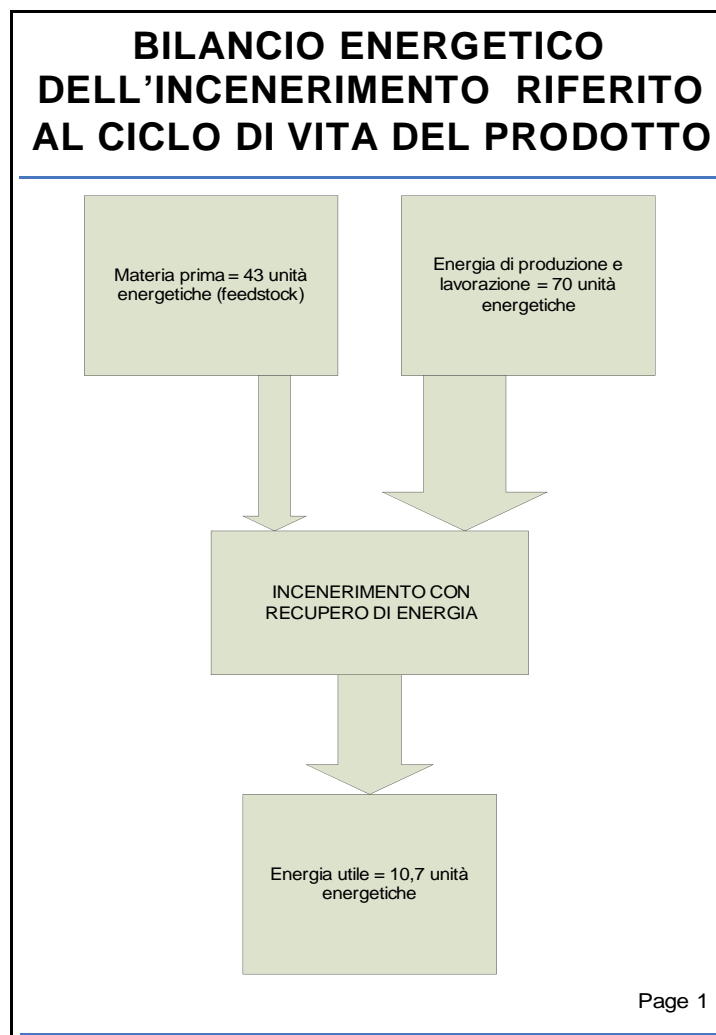 BILANCIO ENERGETICO
DELL’INCENERIMENTO RIFERITO
AL CICLO DI VITA DEL PRODOTTO
Materia prima = 43 unità
energetiche (feedstock)
Energia di produzione e
lavorazione = 70 unità
energetiche
INCENERIMENTO CON
RECUPERO DI ENERGIA
Energia utile = 10,7 unità
energetiche
Page 1